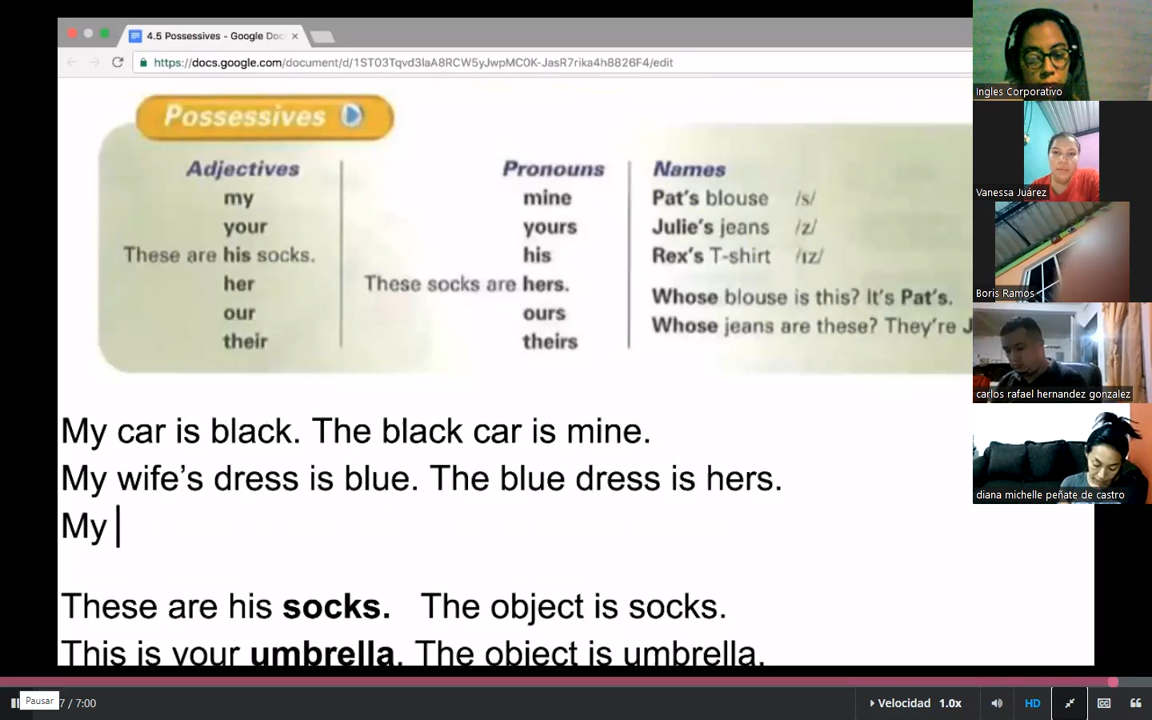 4.5 Possessives - Google Doc
https://docs.google.com/document/d/1ST03Tqvd3laA8RCW5yJwpMC0K-JasR7rika4h8826F4/edit
Possessives
Adjectives
my
your
These are his socks.
her
our
their
Pronouns
mine
yours
his
These socks are hers.
ours
theirs
Names
Pat's blouse /s/
Julie's jeans /z/
Rex's T-shirt /ɪz/
Whose blouse is this? It's Pat's.
Whose jeans are these? They're J
My car is black. The black car is mine.
My wife's dress is blue. The blue dress is hers.
My
These are his socks. The object is socks.
This is your umbrella. The object is umbrella.
Ingles Corporativo
Vanessa Juárez
Boris Ramos
carlos rafael hernandez gonzalez
diana michelle peñate de castro
Pausar
7 / 7:00
Velocidad 1.0x
HD